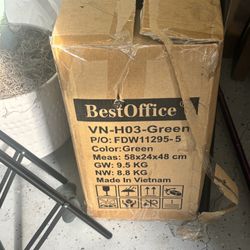 BestOffice
VN-H03-Green
P/O: FDW11295-5
Color:Green
Meas: 58x24x48 cm
GW: 9.5 KG
NW: 8.8 KG
Made In Vietnam